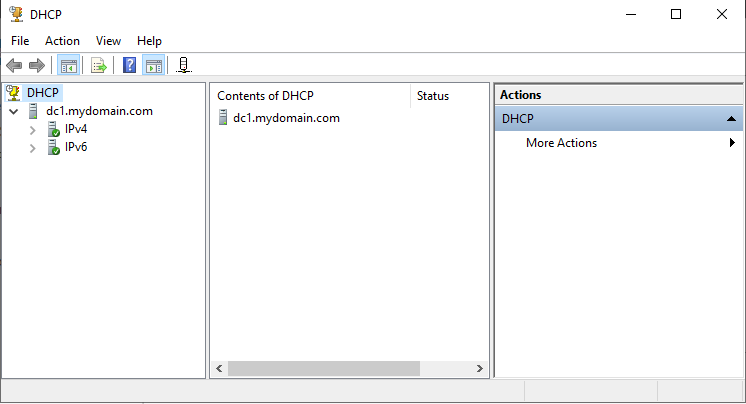 DHCP
File Action View Help
DHCP
dc1.mydomain.com
IPv4
IPv6
Contents of DHCP Status
dc1.mydomain.com
Actions
DHCP
More Actions